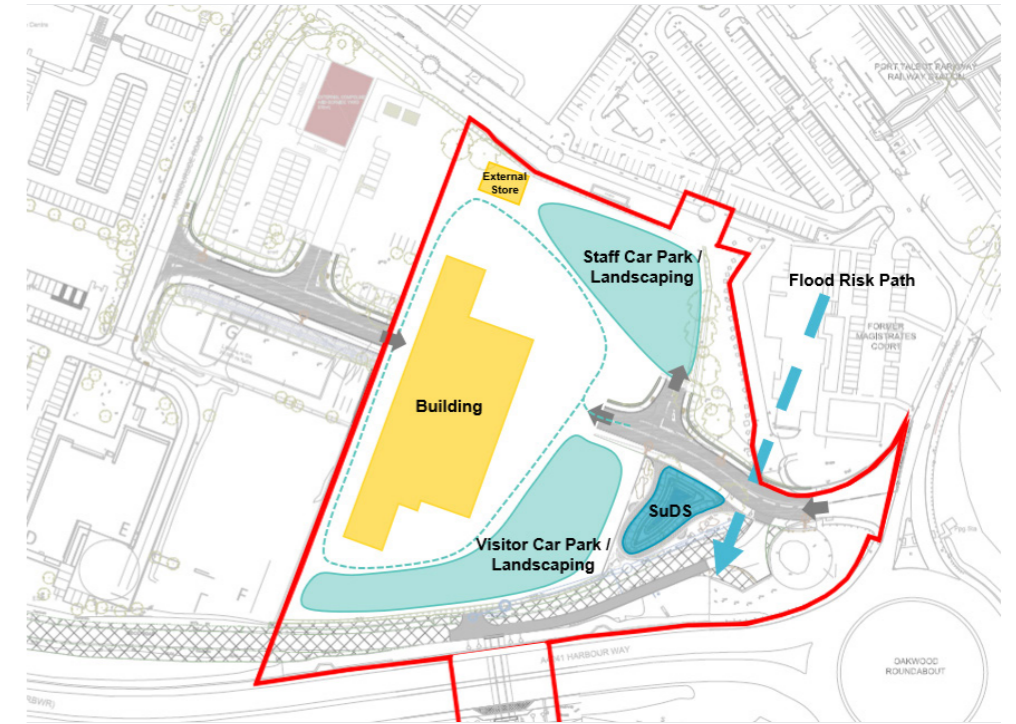 Centre
PORT TALBOT PARKWAY
RAILWAY STATION
External
Store
Staff Car Park /
Landscaping
Flood Risk Path
FORMER
MAGISTRATES
COURT
G
Building
SuDS
E
Visitor Car Park /
Landscaping
F
A4241 HARBOUR WAY
OAKWOOD
ROUNDABOUT